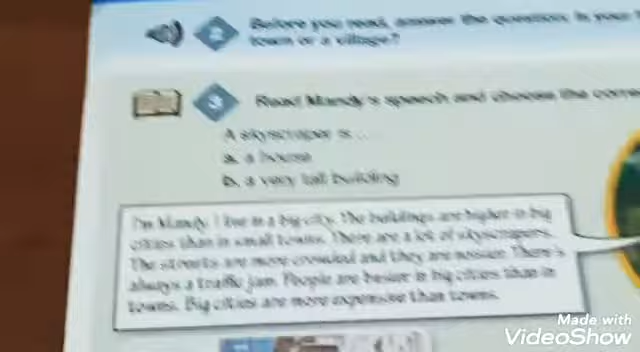 2 Before you read, answer the question. Is your
town or a village?
3 Read Mandy's speech and choose the
A skyscraper is ...
a. a house
b. a very tall building
I'm Mandy. I live in a big city. The buildings are higher in big
cities than in small towns. There are a lot of skyscrapers.
The streets are more crowded and they are noisier. There's
always a traffic jam. People are busier in big cities than in
towns. Big cities are more expensive than towns.
Made with
VideoShow